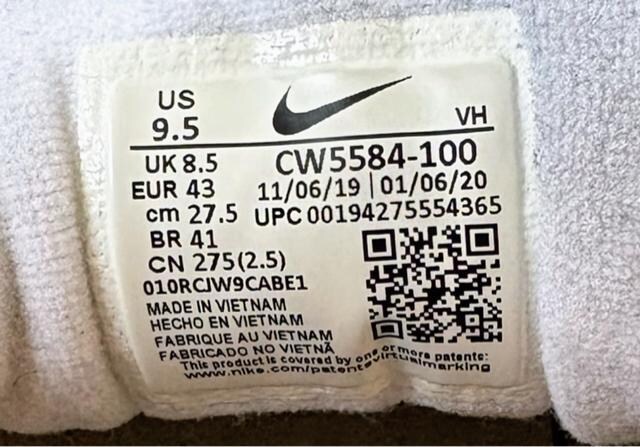 US
9.5
VH
UK 8.5
CW5584-100
EUR 43
11/06/19 | 01/06/20
cm 27.5
UPC 00194275554365
BR 41
CN 275(2.5)
010RCJW9CABE1
MADE IN VIETNAM
HECHO EN VIETNAM
FABRIQUE AU VIETNAM
FABRICADO NO VIETNÃ
This product is covered by one or more patents:
www.nike.com/patentsvirtualmarking